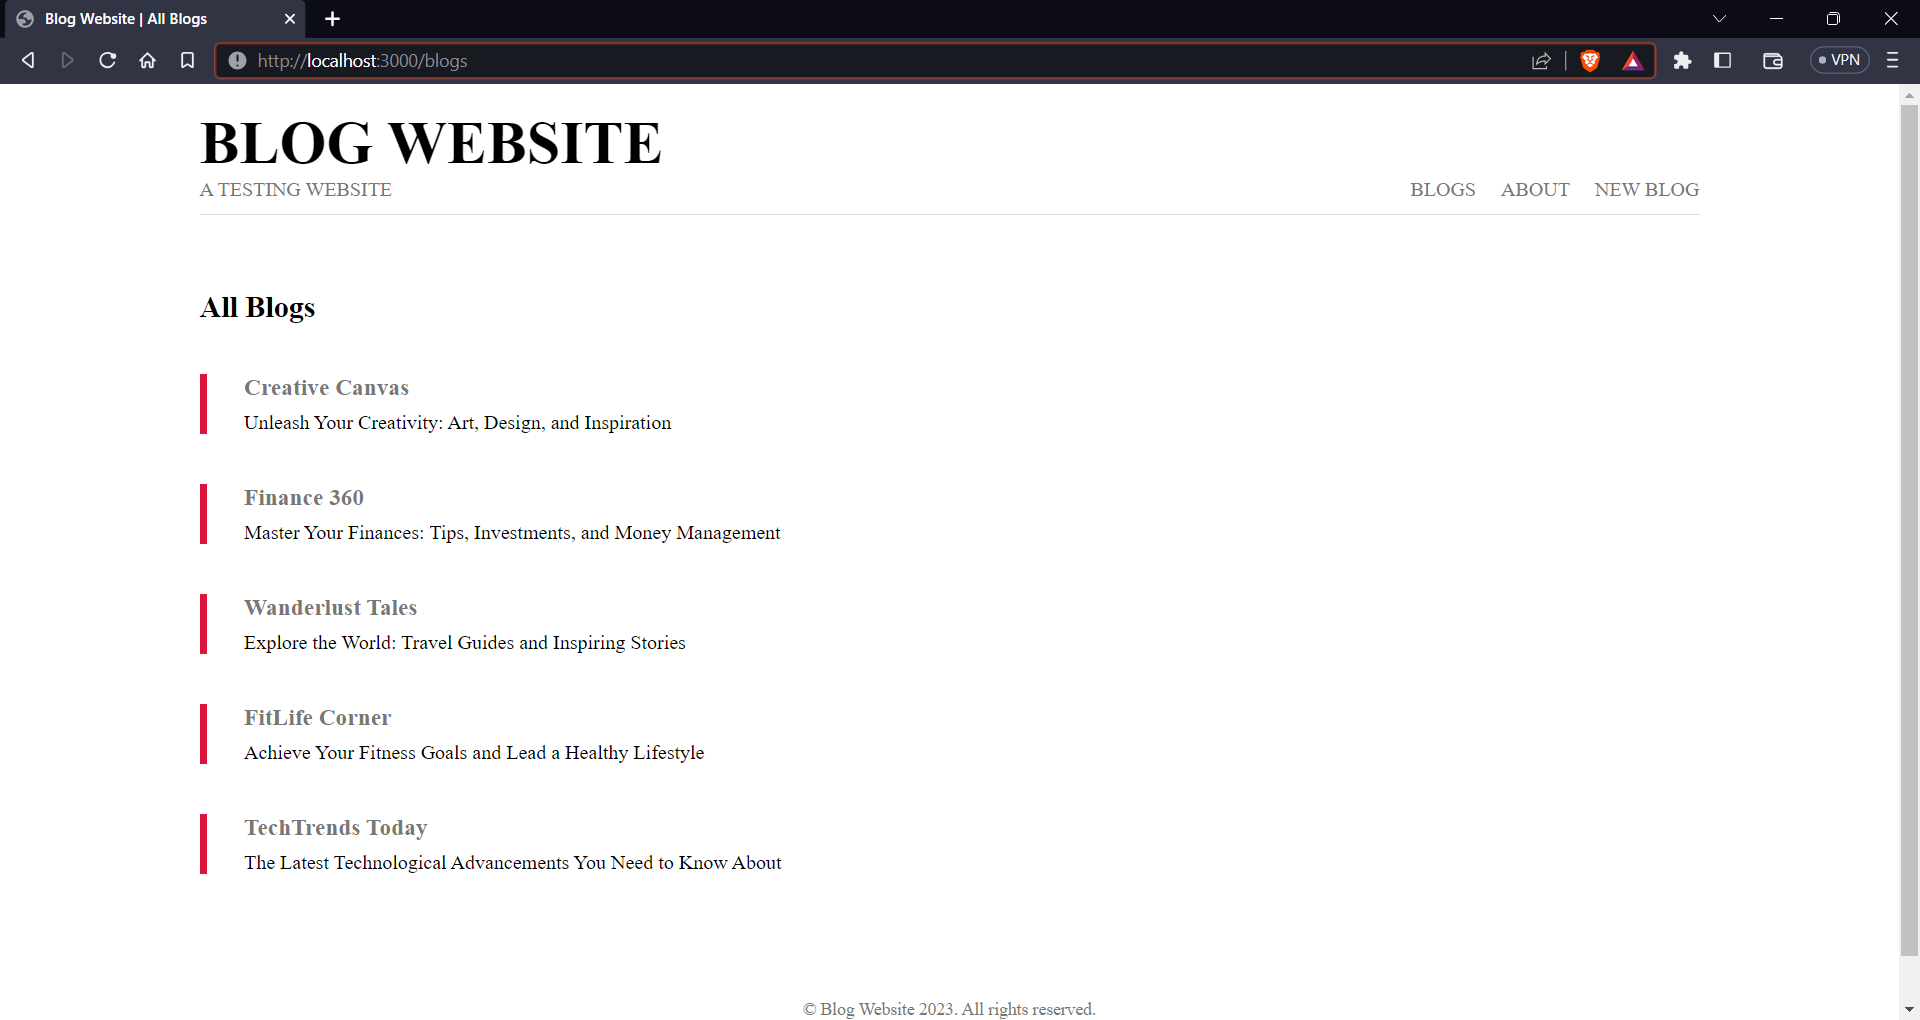 Blog Website | All Blogs
http://localhost:3000/blogs
VPN
BLOG WEBSITE
A TESTING WEBSITE
BLOGS ABOUT NEW BLOG
All Blogs
Creative Canvas
Unleash Your Creativity: Art, Design, and Inspiration
Finance 360
Master Your Finances: Tips, Investments, and Money Management
Wanderlust Tales
Explore the World: Travel Guides and Inspiring Stories
FitLife Corner
Achieve Your Fitness Goals and Lead a Healthy Lifestyle
TechTrends Today
The Latest Technological Advancements You Need to Know About
© Blog Website 2023. All rights reserved.